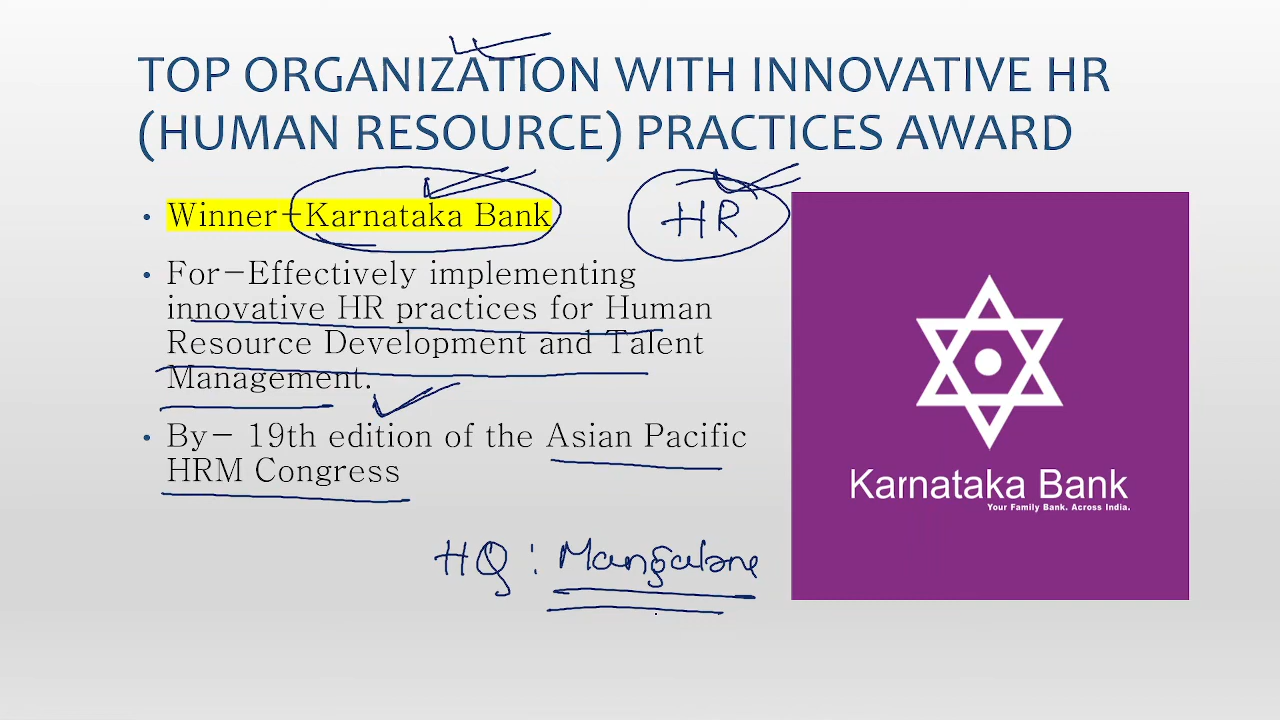 TOP ORGANIZATION WITH INNOVATIVE HR
(HUMAN RESOURCE) PRACTICES AWARD
• Winner-Karnataka Bank
HR
• For-Effectively implementing
innovative HR practices for Human
Resource Development and Talent
Management.
• By- 19th edition of the Asian Pacific
HRM Congress
HQ : Mangalore
Karnataka Bank
Your Family Bank. Across India.